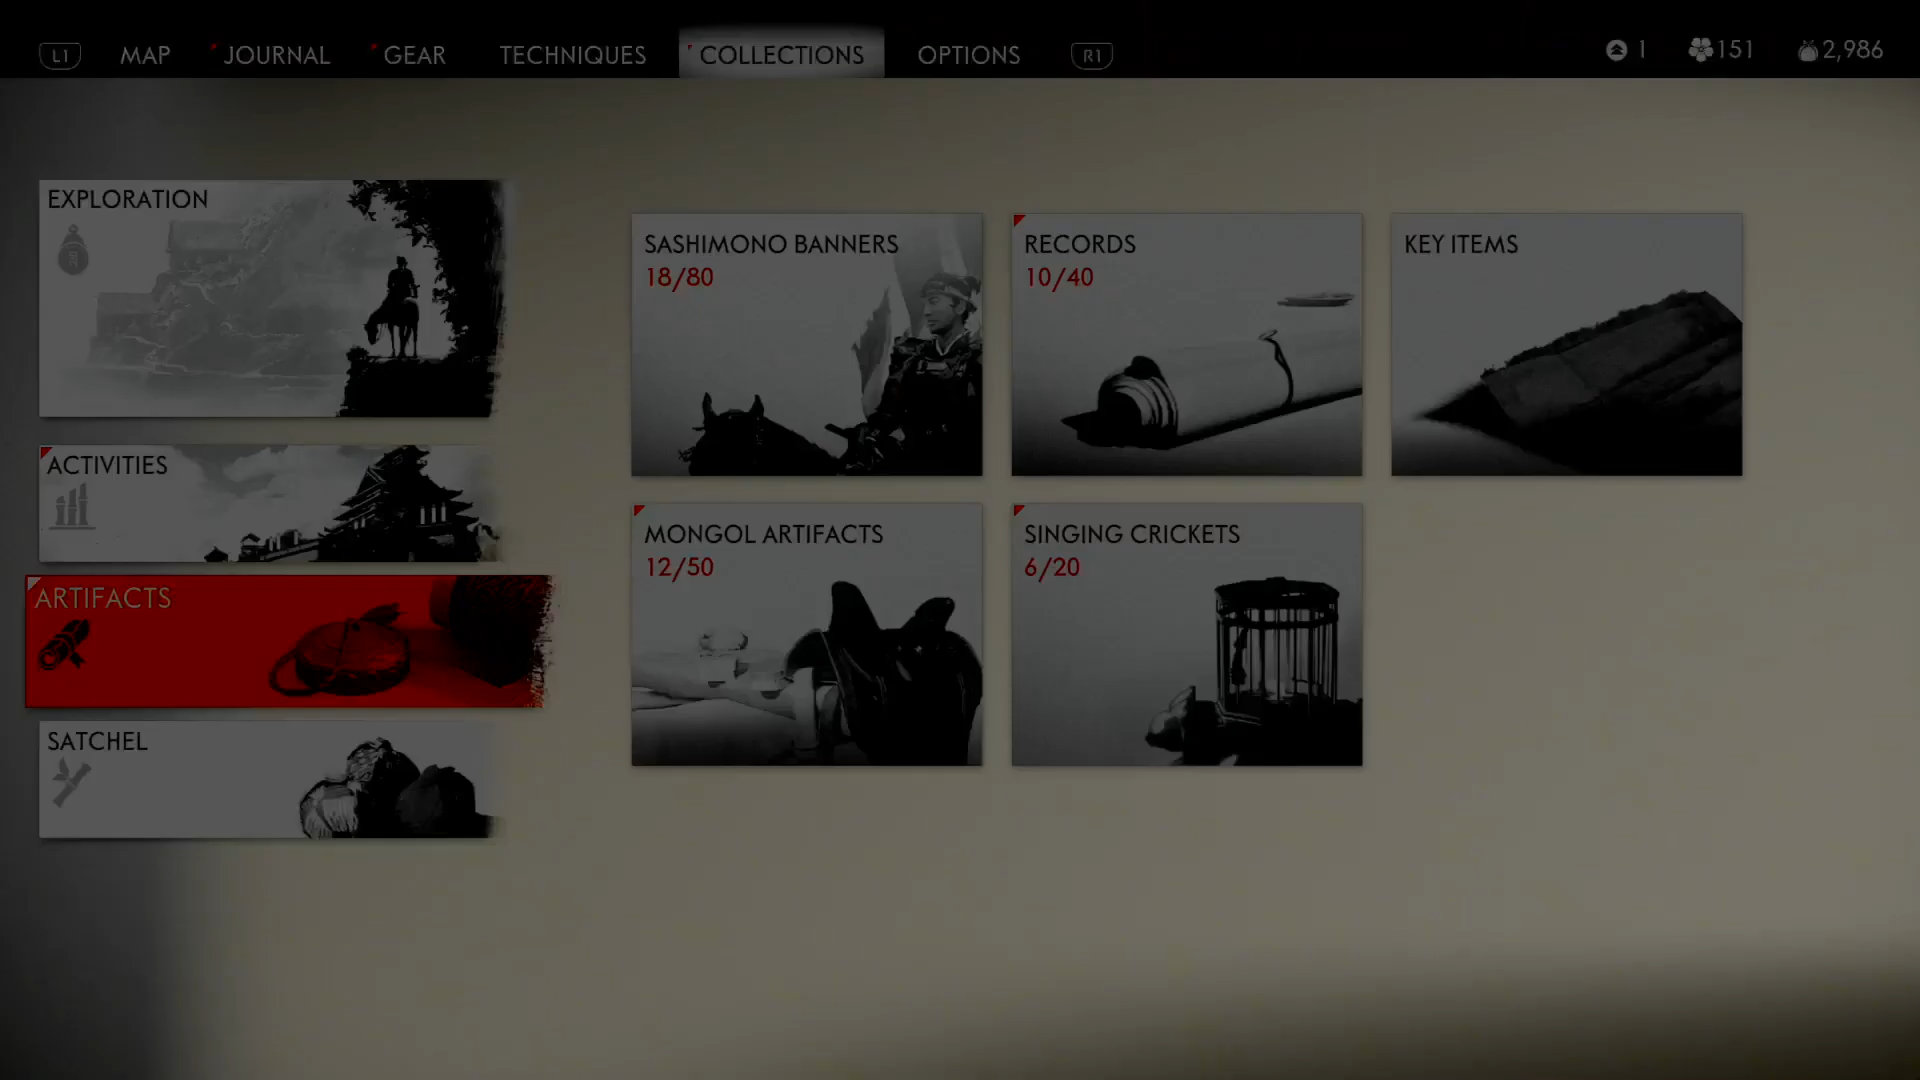 L1 MAP JOURNAL GEAR TECHNIQUES COLLECTIONS OPTIONS R1 1 151 2,986
EXPLORATION
ACTIVITIES
ARTIFACTS
SATCHEL
SASHIMONO BANNERS
18/80
RECORDS
10/40
KEY ITEMS
MONGOL ARTIFACTS
12/50
SINGING CRICKETS
6/20